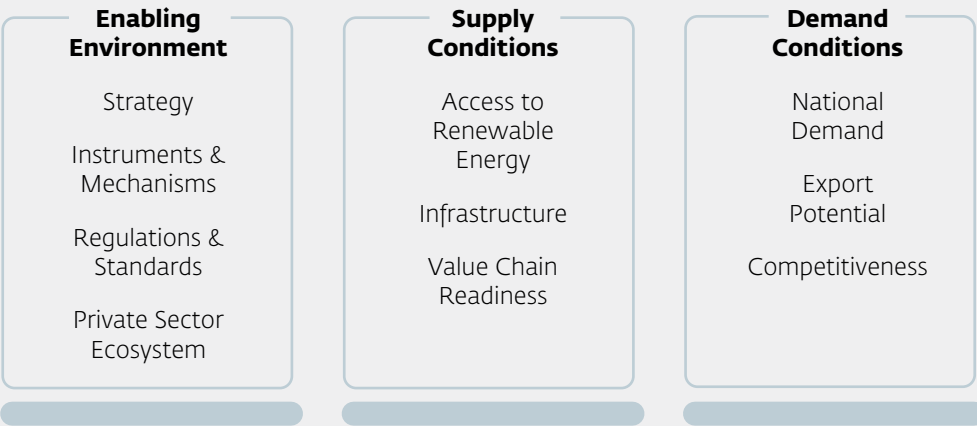 Enabling
Environment
Strategy
Instruments &
Mechanisms
Regulations &
Standards
Private Sector
Ecosystem
Supply
Conditions
Access to
Renewable
Energy
Infrastructure
Value Chain
Readiness
Demand
Conditions
National
Demand
Export
Potential
Competitiveness